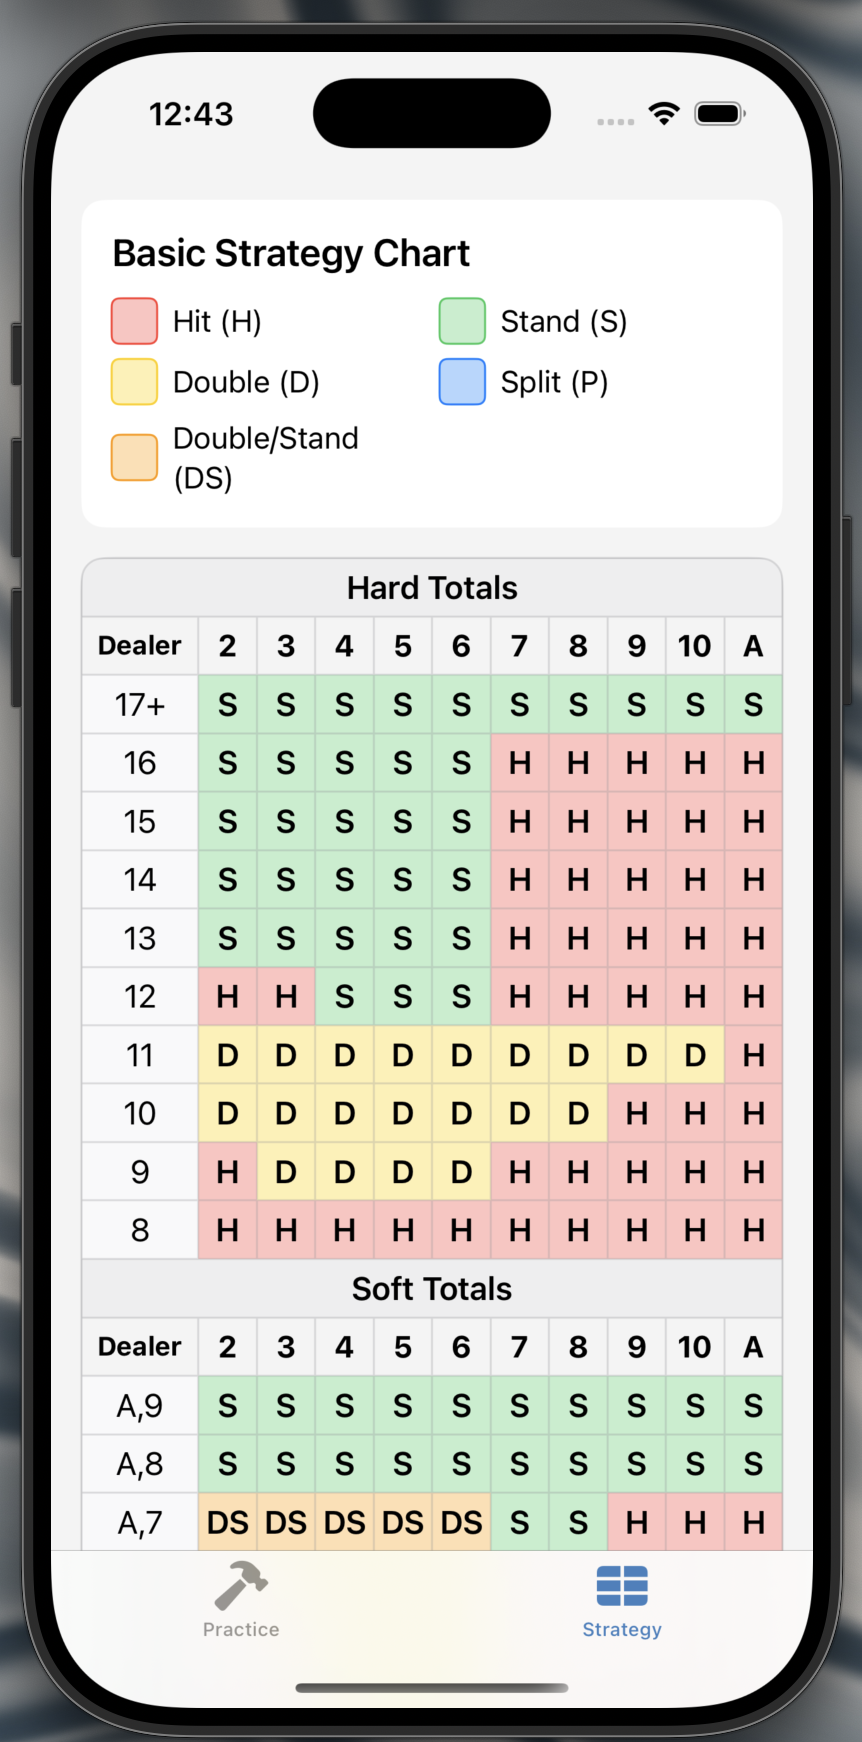 12:43
Basic Strategy Chart
Hit (H) Stand (S)
Double (D) Split (P)
Double/Stand
(DS)
Hard Totals
Dealer 2 3 4 5 6 7 8 9 10 A
17+ S S S S S S S S S S
16 S S S S S H H H H H
15 S S S S S H H H H H
14 S S S S S H H H H H
13 S S S S S H H H H H
12 H H S S S H H H H H
11 D D D D D D D D D H
10 D D D D D D D H H H
9 H D D D D H H H H H
8 H H H H H H H H H H
Soft Totals
Dealer 2 3 4 5 6 7 8 9 10 A
A,9 S S S S S S S S S S
A,8 S S S S S S S S S S
A,7 DS DS DS DS DS S S H H H
Practice Strategy